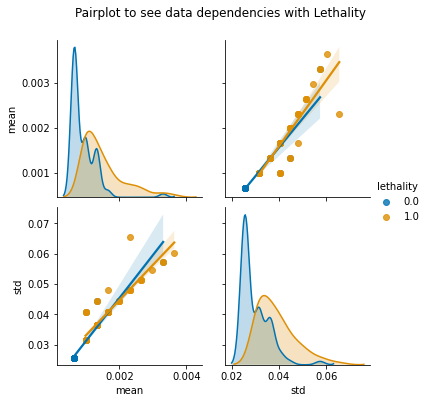 Pairplot to see data dependencies with Lethality
0.003
0.002
0.001
mean
lethality
0.0
1.0
0.07
0.06
0.05
0.04
0.03
std
0.002 0.004
mean
0.02 0.04 0.06
std